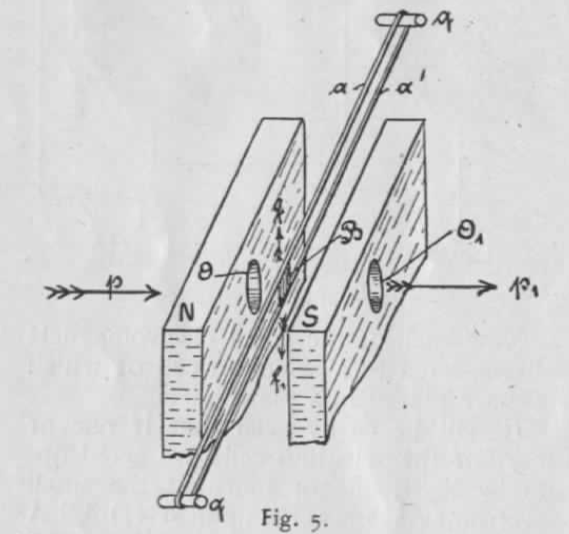 q
a a'
B
Θ Θ₁
p p₁
N S
f₁
q
Fig. 5.